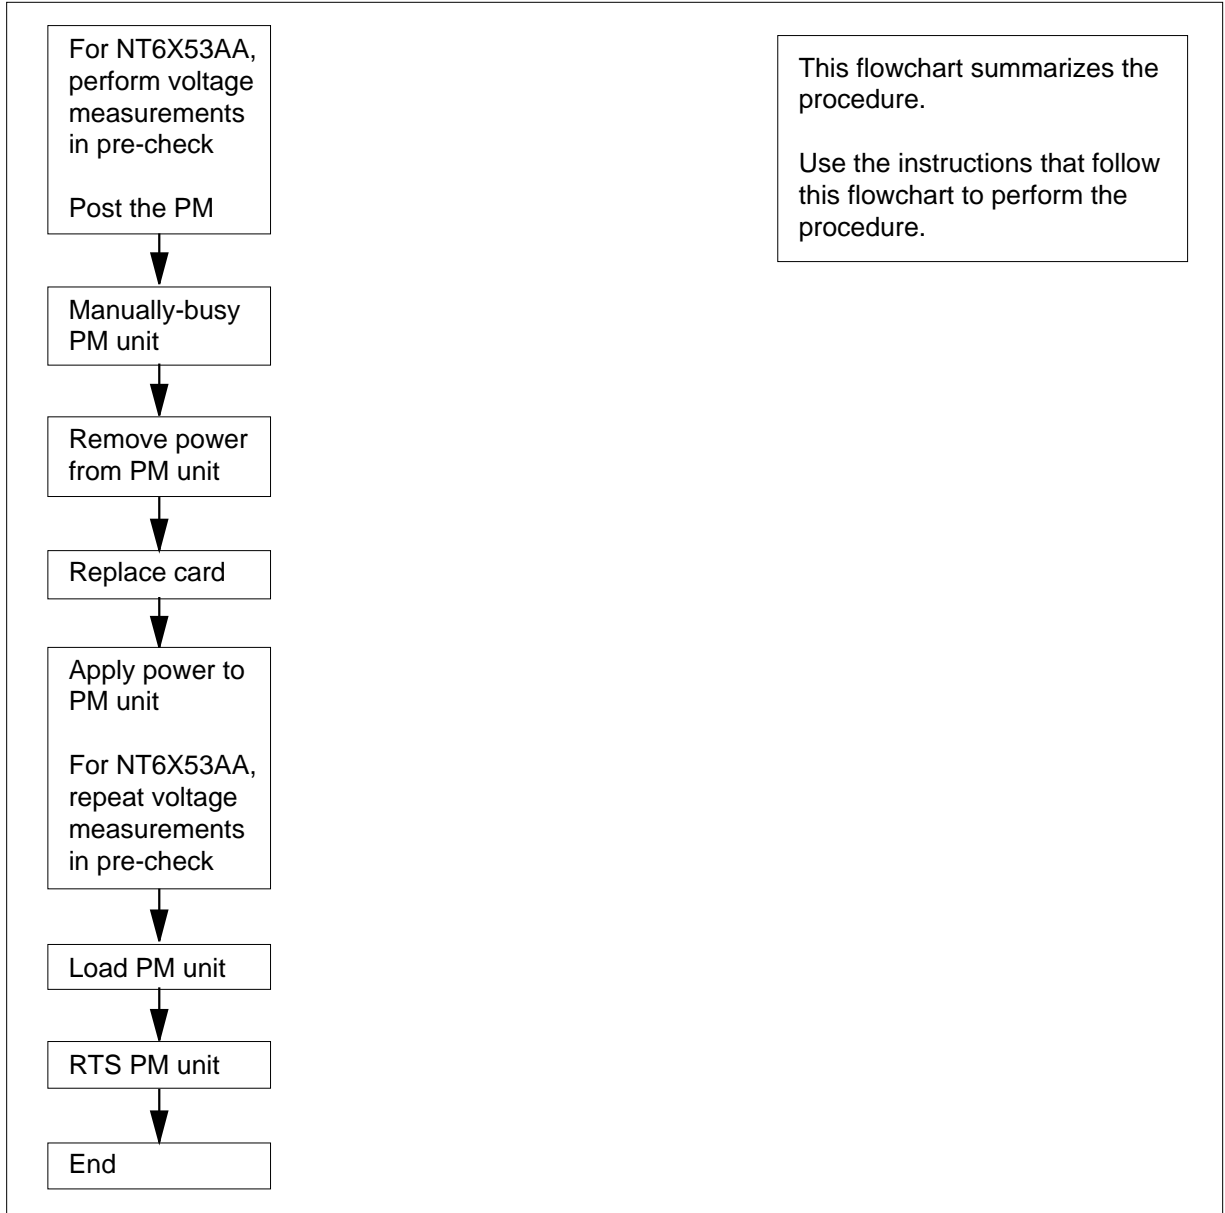 For NT6X53AA,
perform voltage
measurements
in pre-check
Post the PM
This flowchart summarizes the
procedure.
Use the instructions that follow
this flowchart to perform the
procedure.
Manually-busy
PM unit
Remove power
from PM unit
Replace card
Apply power to
PM unit
For NT6X53AA,
repeat voltage
measurements
in pre-check
Load PM unit
RTS PM unit
End